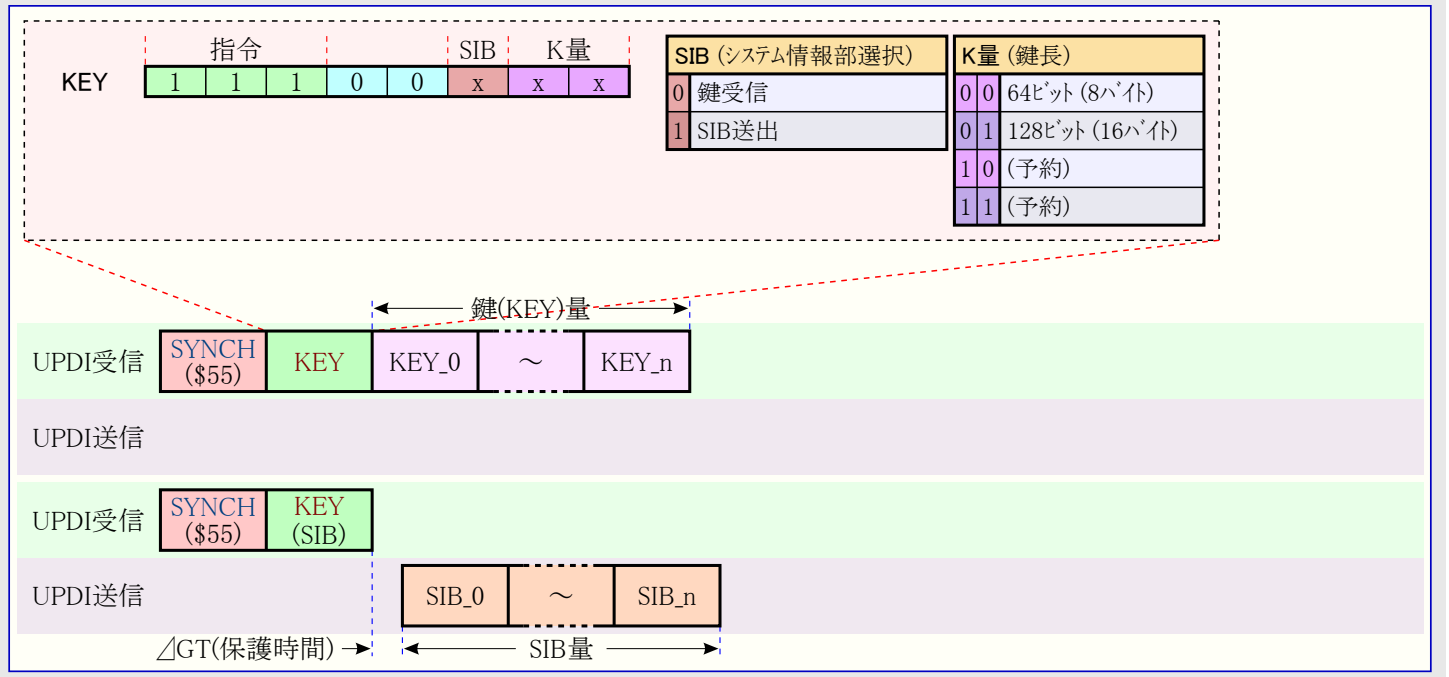 指令 SIB K量
KEY 1 1 1 0 0 x x x
SIB (システム情報部選択)
0 鍵受信
1 SIB送出
K量 (鍵長)
0 0 64ビット (8バイト)
0 1 128ビット (16バイト)
1 0 (予約)
1 1 (予約)
鍵(KEY)量
UPDI受信 SYNCH ($55) KEY KEY_0 ～ KEY_n
UPDI送信
UPDI受信 SYNCH ($55) KEY (SIB)
UPDI送信 SIB_0 ～ SIB_n
⊿GT(保護時間) SIB量